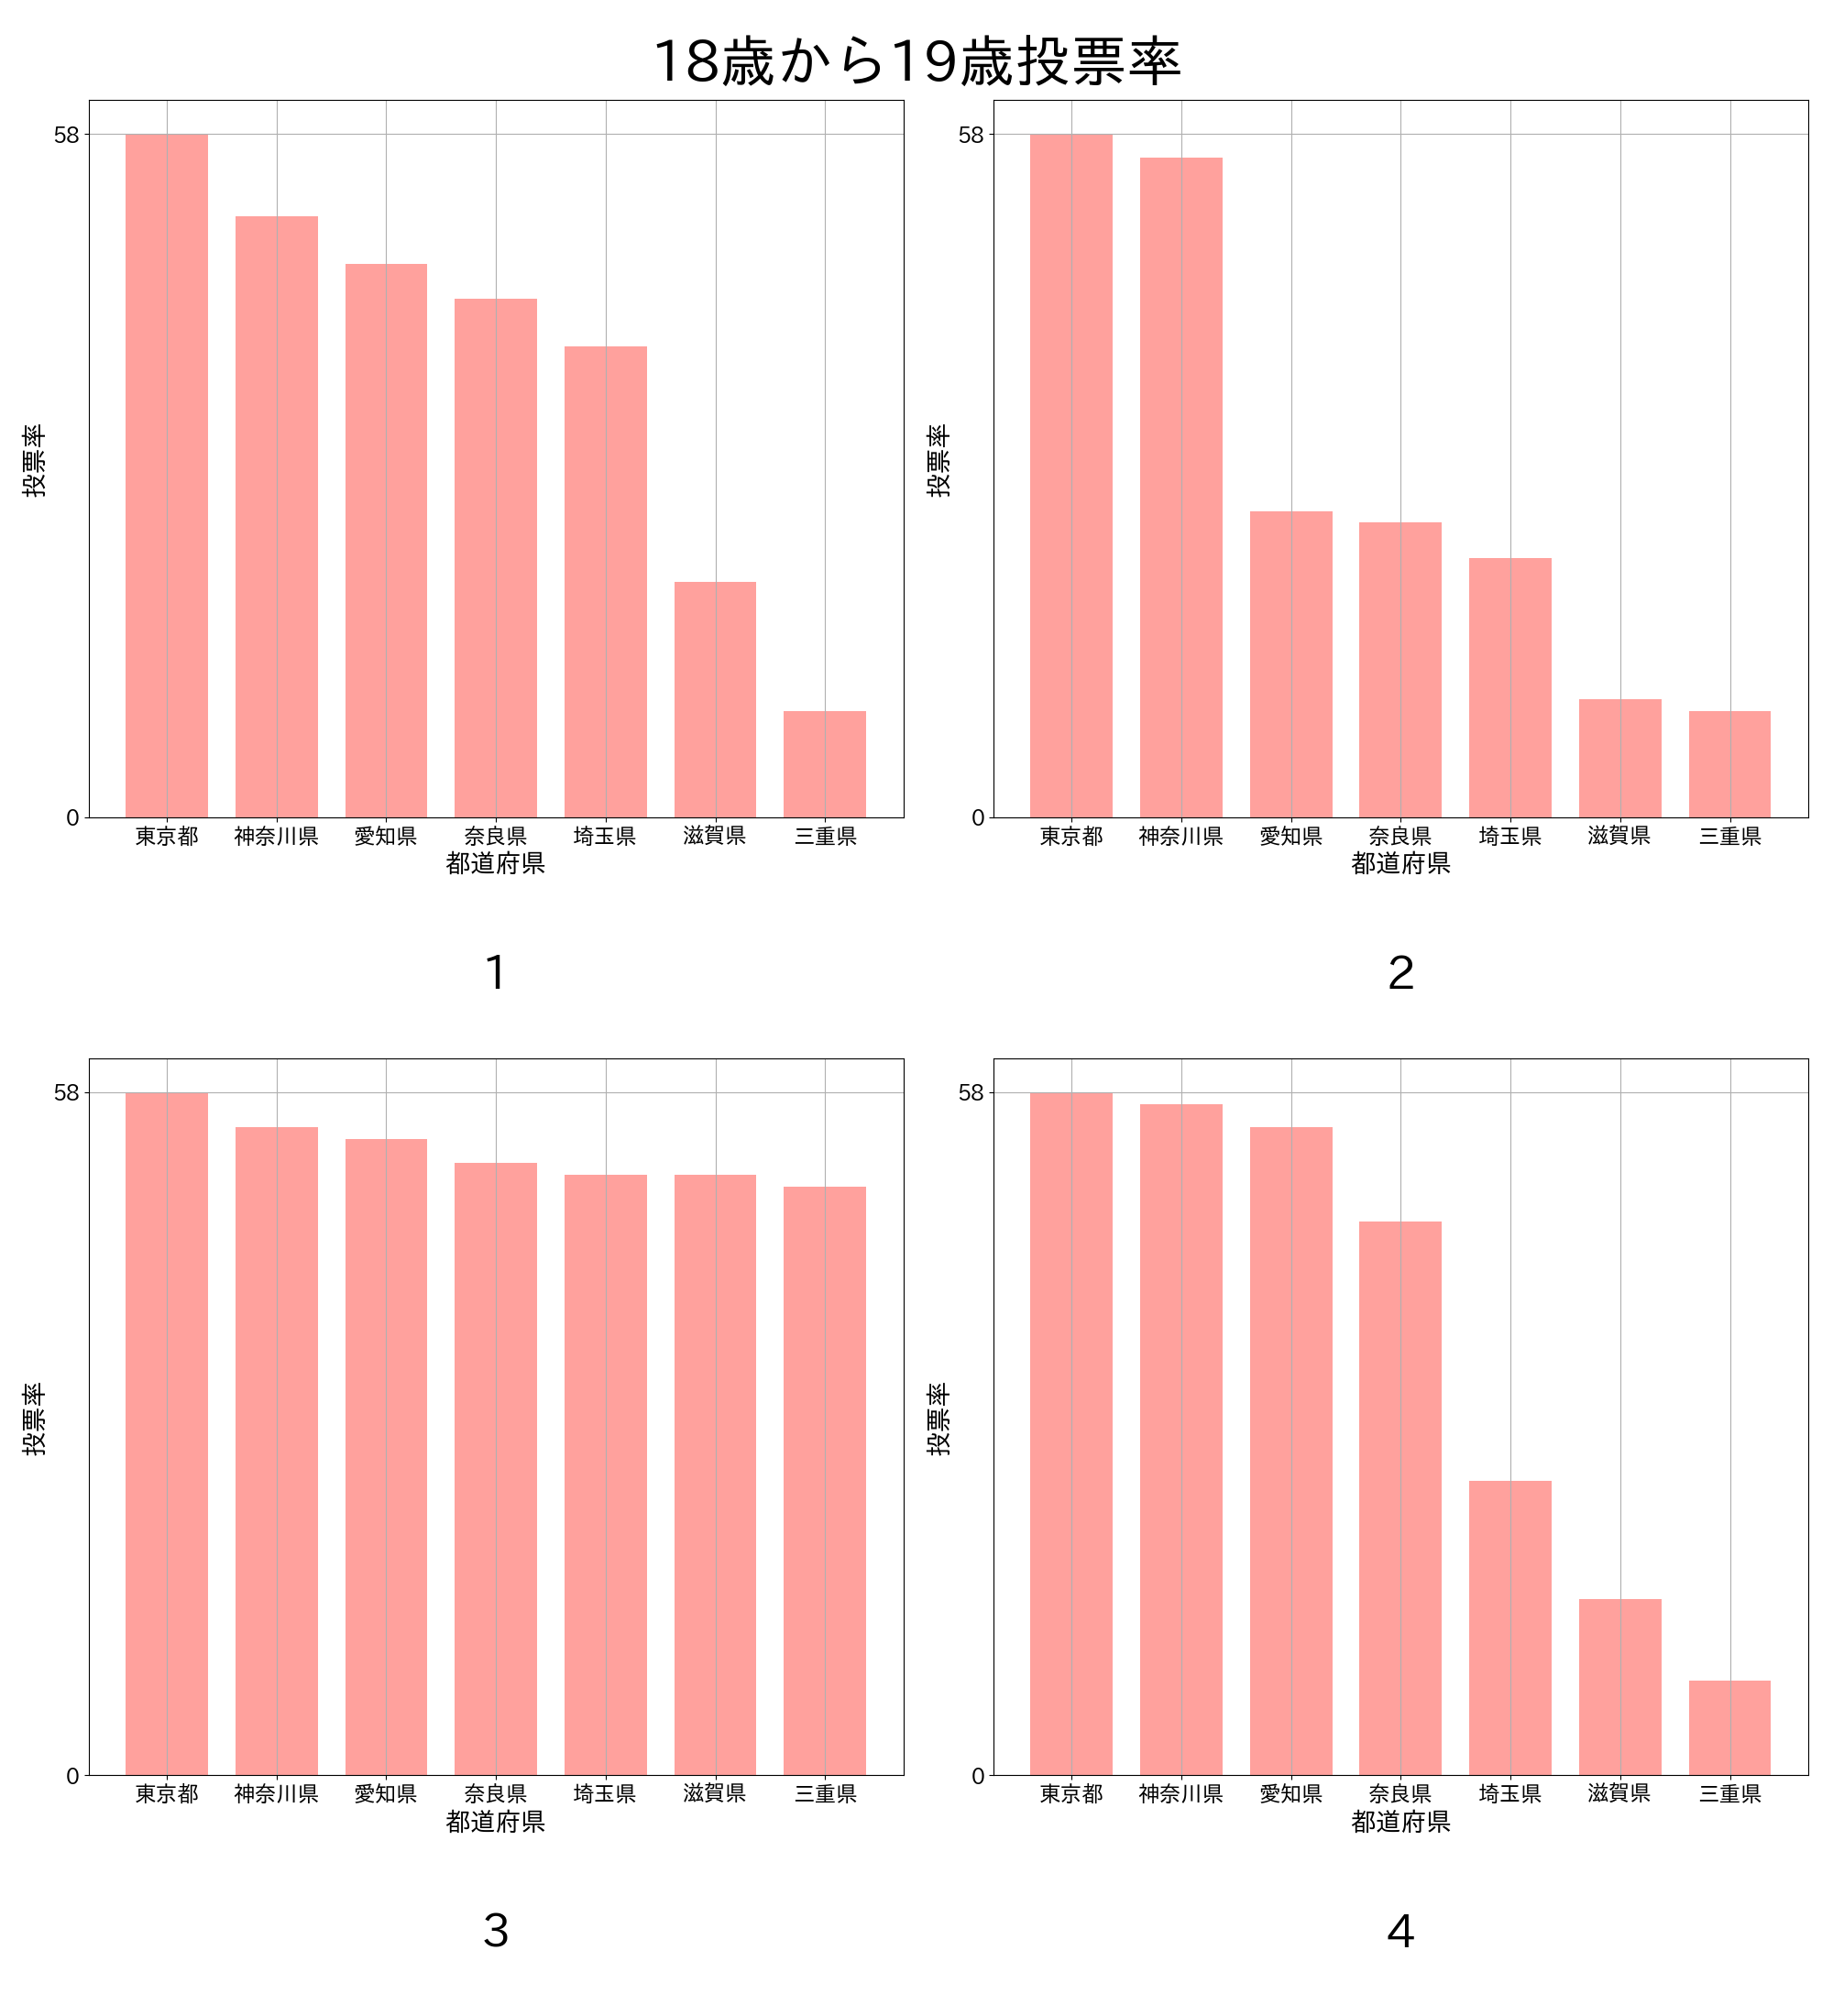 18歳から19歳投票率
58
0
投票率
東京都 神奈川県 愛知県 奈良県 埼玉県 滋賀県 三重県
都道府県
1
58
0
投票率
東京都 神奈川県 愛知県 奈良県 埼玉県 滋賀県 三重県
都道府県
2
58
0
投票率
東京都 神奈川県 愛知県 奈良県 埼玉県 滋賀県 三重県
都道府県
3
58
0
投票率
東京都 神奈川県 愛知県 奈良県 埼玉県 滋賀県 三重県
都道府県
4